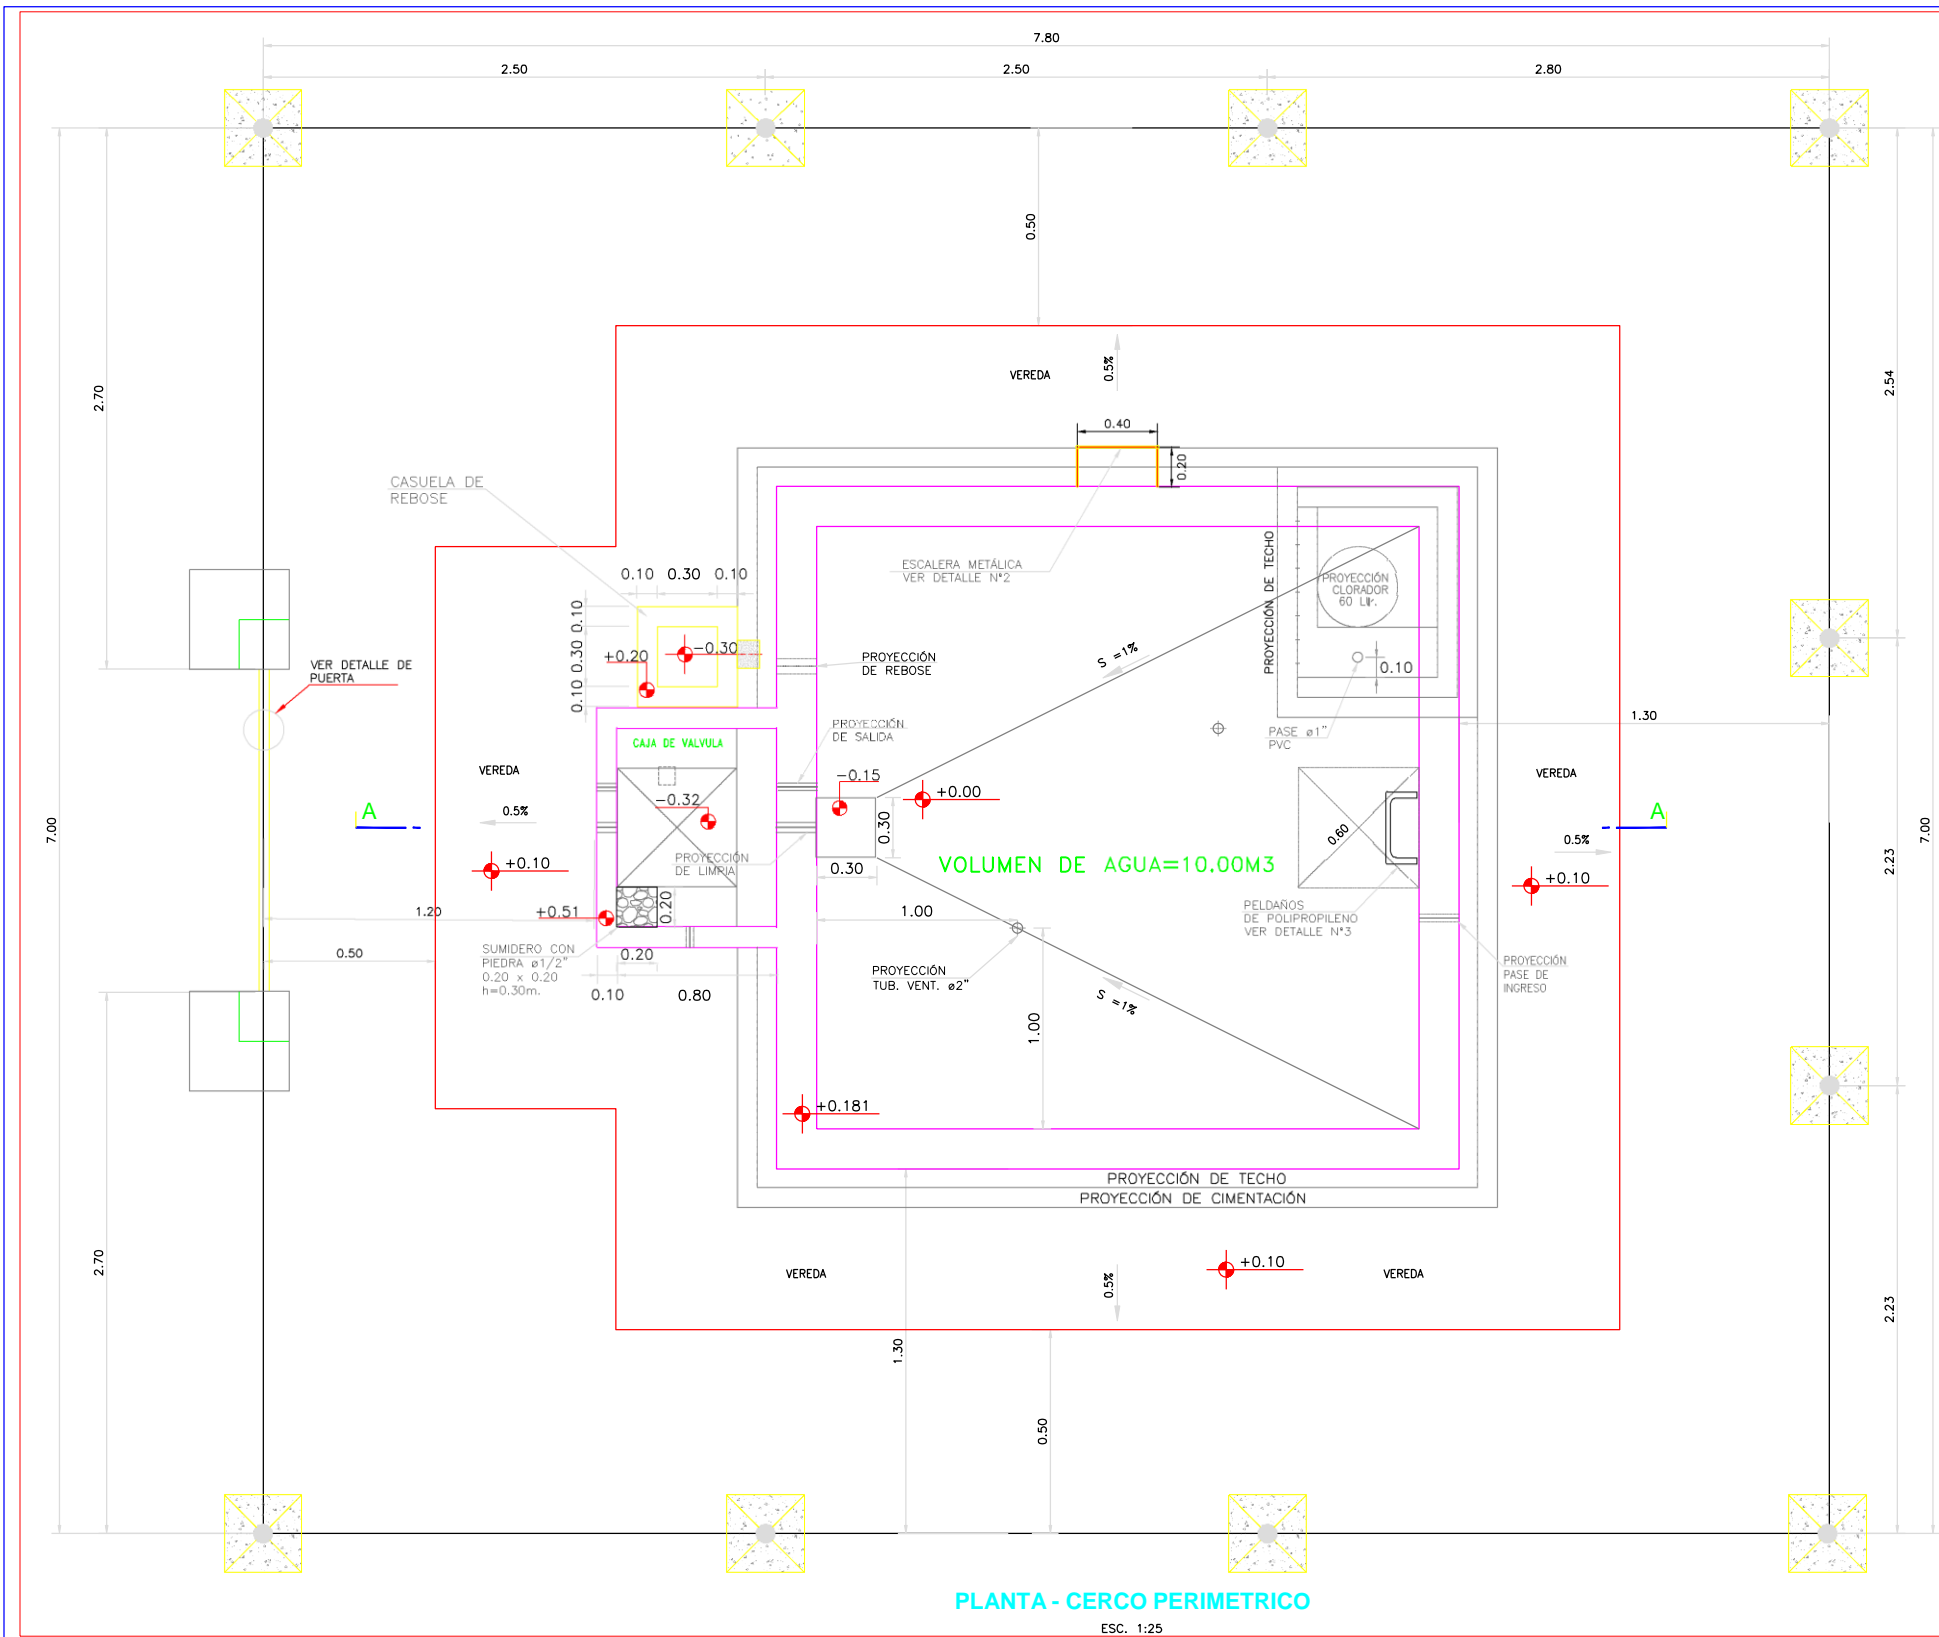 7.80
2.50
2.50
2.80
0.50
2.70
2.54
VEREDA
0.5%
0.40
0.20
CASUELA DE
REBOSE
ESCALERA METÁLICA
VER DETALLE N°2
PROYECCIÓN DE TECHO
PROYECCIÓN
CLORADOR
60 Litr.
0.10
0.30
0.10
0.10
0.30
0.10
+0.20
-0.30
PROYECCIÓN
DE REBOSE
S =1%
0.10
VER DETALLE DE
PUERTA
1.30
PROYECCIÓN
DE SALIDA
PASE ø1"
PVC
CAJA DE VALVULA
VEREDA
VEREDA
-0.15
+0.00
-0.32
A
A
0.5%
0.5%
7.00
7.00
0.30
0.60
PROYECCIÓN
DE LIMPIA
VOLUMEN DE AGUA=10.00M3
0.30
+0.10
+0.10
2.23
1.20
+0.51
0.20
1.00
PELDAÑOS
DE POLIPROPILENO
VER DETALLE N°3
0.50
SUMIDERO CON
PIEDRA ø1/2"
0.20 x 0.20
h=0.30m.
0.20
0.10
0.80
PROYECCIÓN
TUB. VENT. ø2"
PROYECCIÓN
PASE DE
INGRESO
S =1%
1.00
+0.181
PROYECCIÓN DE TECHO
PROYECCIÓN DE CIMENTACIÓN
2.70
VEREDA
0.5%
+0.10
VEREDA
2.23
1.30
0.50
PLANTA - CERCO PERIMETRICO
ESC. 1:25